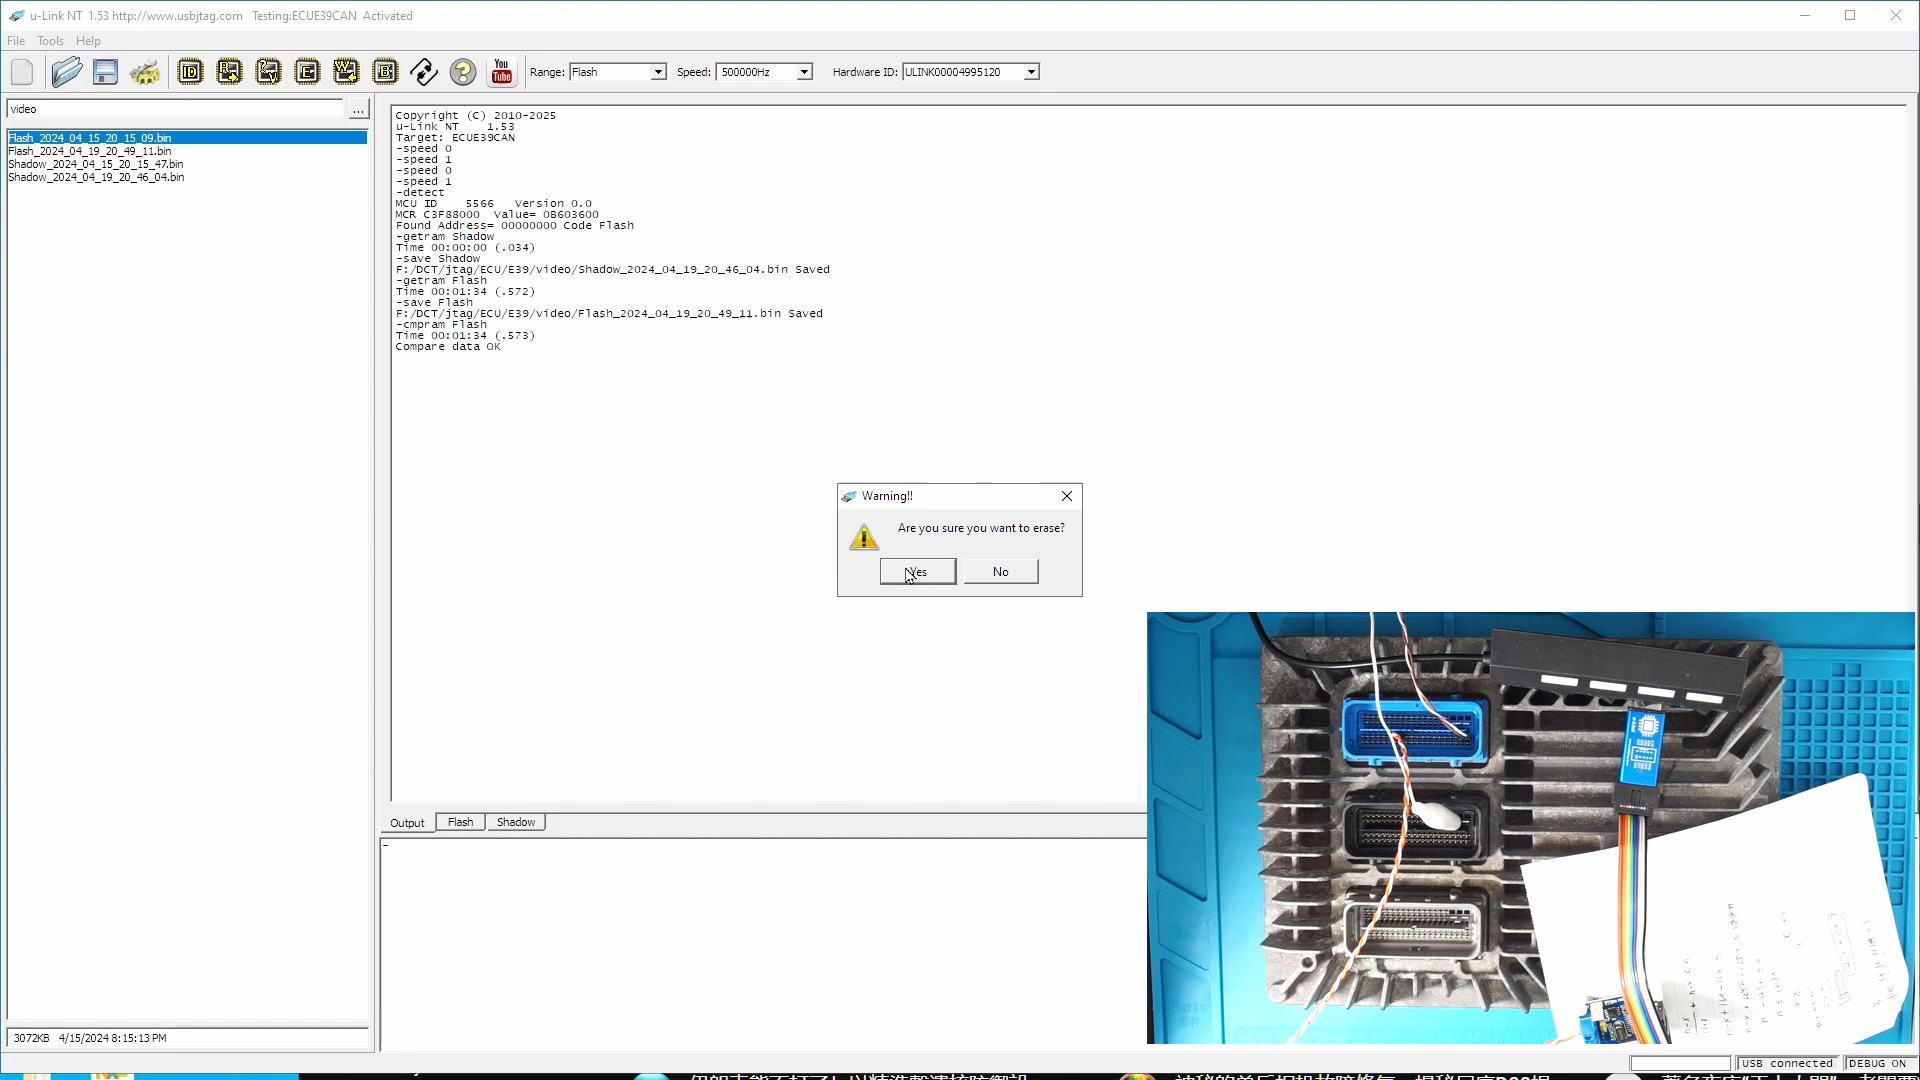 u-Link NT 1.53 http://www.usbjtag.com Testing:ECUE39CAN Activated
File Tools Help
ID R V E W B ? You Tube Range: Flash Speed: 500000Hz Hardware ID: ULINK00004995120
video ...
Flash_2024_04_15_20_15_09.bin
Flash_2024_04_19_20_49_11.bin
Shadow_2024_04_15_20_15_47.bin
Shadow_2024_04_19_20_46_04.bin
3072KB 4/15/2024 8:15:13 PM
Copyright (C) 2010-2025
u-Link NT 1.53
Target: ECUE39CAN
-speed 0
-speed 1
-speed 0
-speed 1
-detect
MCU ID 5566 Version 0.0
MCR C3F88000 Value= 0B603600
Found Address= 00000000 Code Flash
-getram Shadow
Time 00:00:00 (.034)
-save Shadow
F:/DCT/jtag/ECU/E39/video/Shadow_2024_04_19_20_46_04.bin Saved
-getram Flash
Time 00:01:34 (.572)
-save Flash
F:/DCT/jtag/ECU/E39/video/Flash_2024_04_19_20_49_11.bin Saved
-cmpram Flash
Time 00:01:34 (.573)
Compare data OK
Warning!!
Are you sure you want to erase?
Yes No
Output Flash Shadow
-
USB connected DEBUG ON